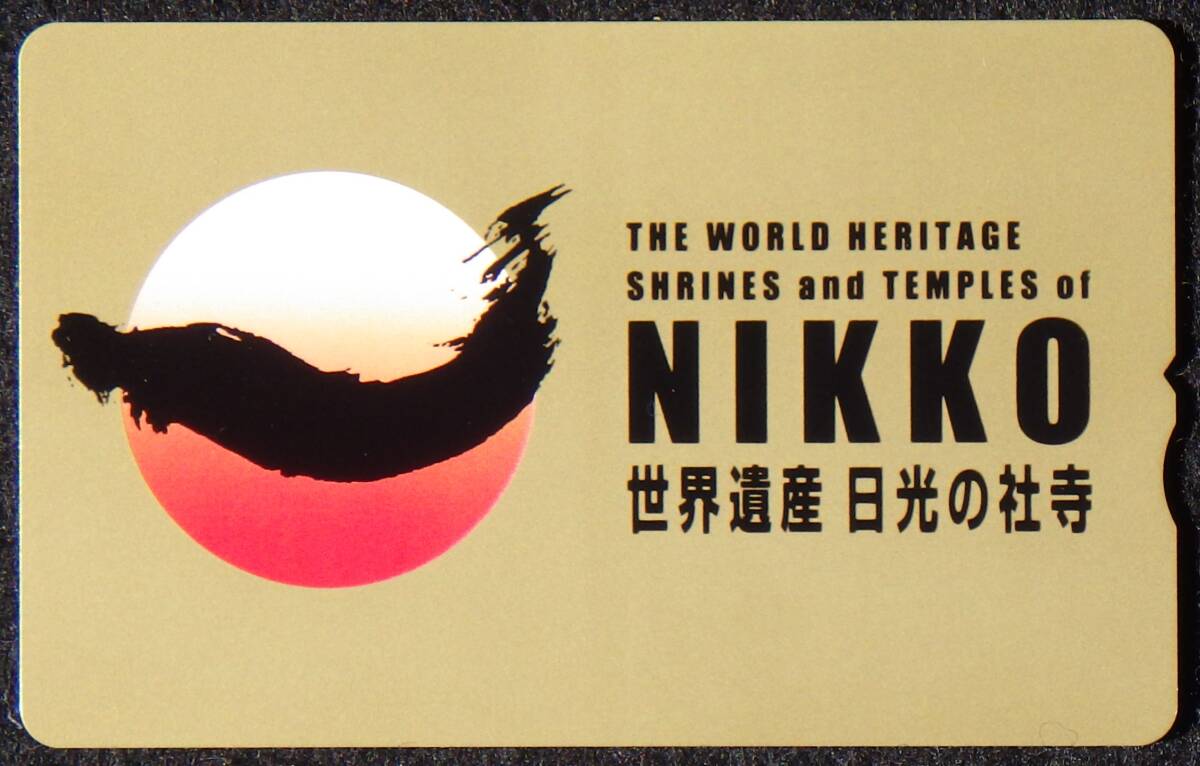 THE WORLD HERITAGE
SHRINES and TEMPLES of
NIKKO
世界遺産 日光の社寺